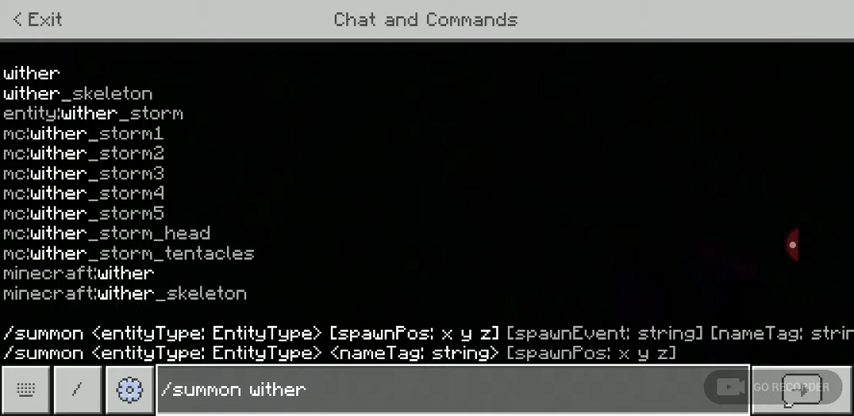 < Exit
Chat and Commands
wither
wither_skeleton
entity:wither_storm
mc:wither_storm1
mc:wither_storm2
mc:wither_storm3
mc:wither_storm4
mc:wither_storm5
mc:wither_storm_head
mc:wither_storm_tentacles
minecraft:wither
minecraft:wither_skeleton
/summon <entityType: EntityType> [spawnPos: x y z] [spawnEvent: string] [nameTag: strin
/summon <entityType: EntityType> <nameTag: string> [spawnPos: x y z]
/
/summon wither
GO RECORDER